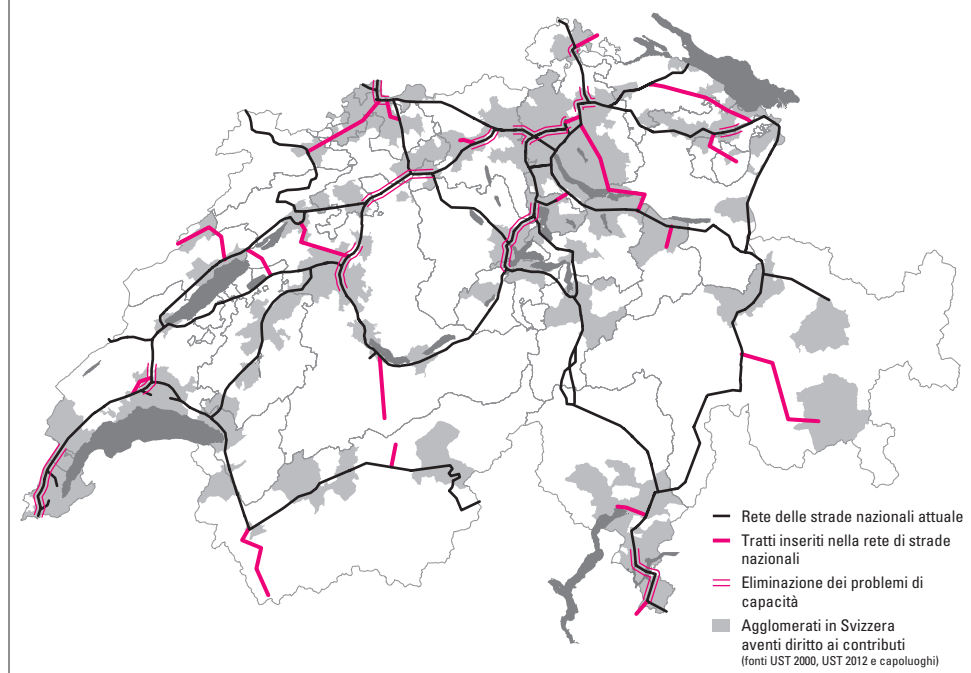 Rete delle strade nazionali attuale
Tratti inseriti nella rete di strade
nazionali
Eliminazione dei problemi di
capacità
Agglomerati in Svizzera
aventi diritto ai contributi
(fonti UST 2000, UST 2012 e capoluoghi)